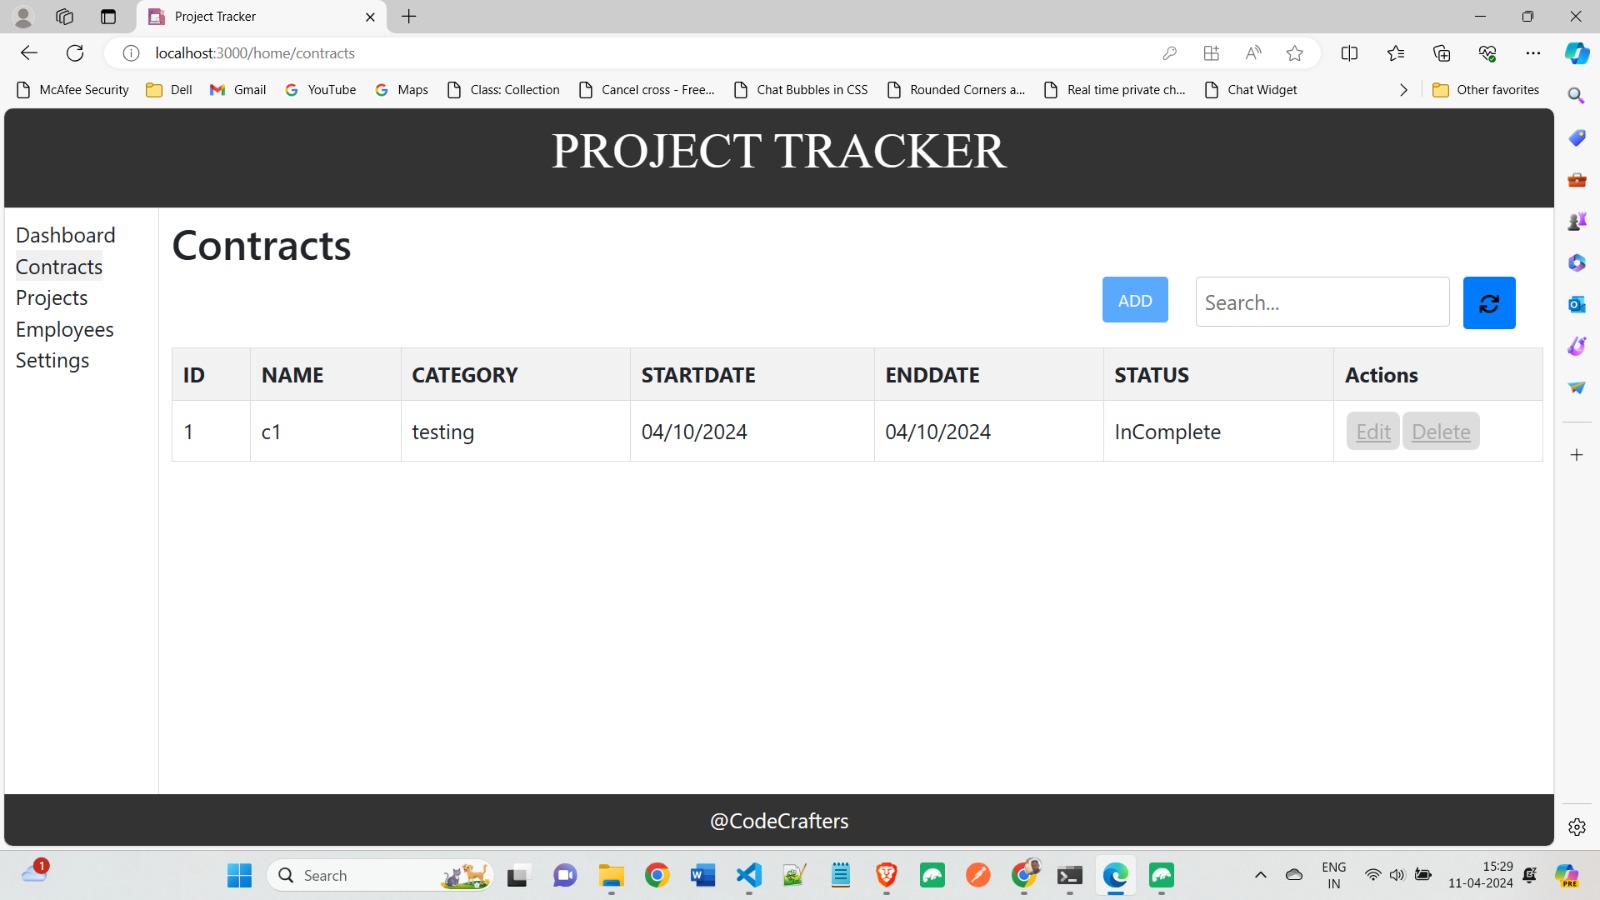 Project Tracker
localhost:3000/home/contracts
McAfee Security Dell Gmail YouTube Maps Class: Collection Cancel cross - Free... Chat Bubbles in CSS Rounded Corners a... Real time private ch... Chat Widget Other favorites
PROJECT TRACKER
Dashboard
Contracts
Projects
Employees
Settings
Contracts
ADD Search...
ID NAME CATEGORY STARTDATE ENDDATE STATUS Actions
1 c1 testing 04/10/2024 04/10/2024 InComplete Edit Delete
@CodeCrafters
1 Search ENG 15:29
IN 11-04-2024 PRE